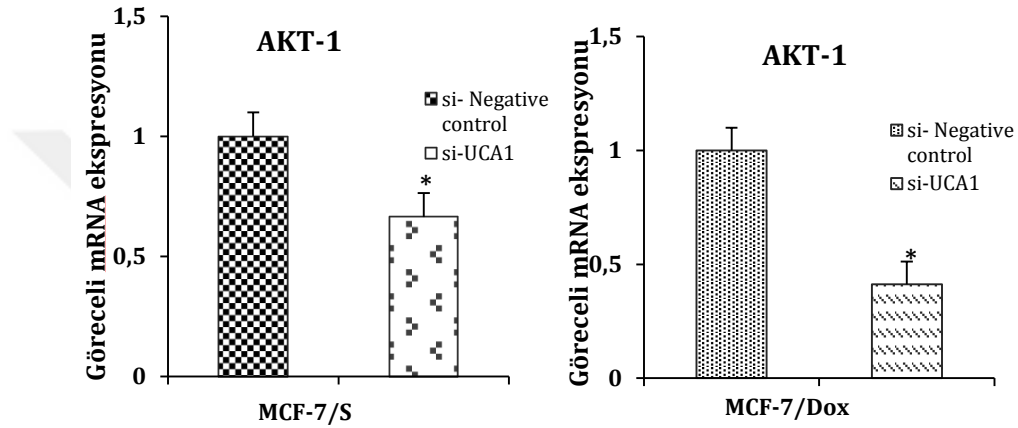 AKT-1
Göreceli mRNA ekspresyonu
1,5
1
0,5
0
si- Negative
control
si-UCA1
*
MCF-7/S
AKT-1
Göreceli mRNA ekspresyonu
1,5
1
0,5
0
si- Negative
control
si-UCA1
*
MCF-7/Dox